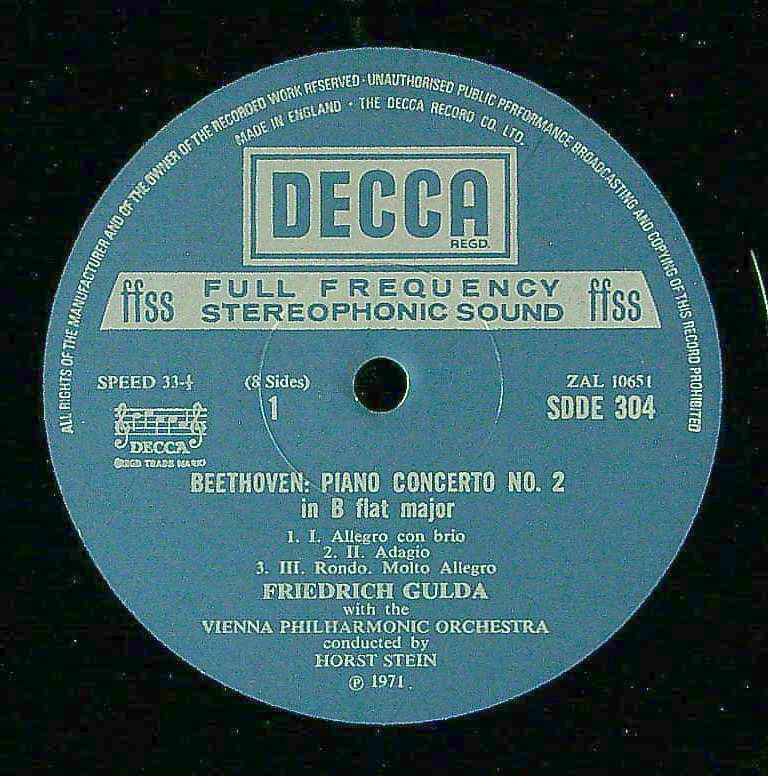 ALL RIGHTS OF THE MANUFACTURER AND OF THE OWNER OF THE RECORDED WORK RESERVED · UNAUTHORISED PUBLIC PERFORMANCE BROADCASTING AND COPYING OF THIS RECORD PROHIBITED
MADE IN ENGLAND · THE DECCA RECORD CO. LTD.
DECCA
REGD.
ffss FULL FREQUENCY STEREOPHONIC SOUND ffss
SPEED 33-⅓ (8 Sides) ZAL 10651
1 SDDE 304
DECCA
(REGD TRADE MARK)
BEETHOVEN: PIANO CONCERTO NO. 2
in B flat major
1. I. Allegro con brio
2. II. Adagio
3. III. Rondo. Molto Allegro
FRIEDRICH GULDA
with the
VIENNA PHILHARMONIC ORCHESTRA
conducted by
HORST STEIN
℗ 1971